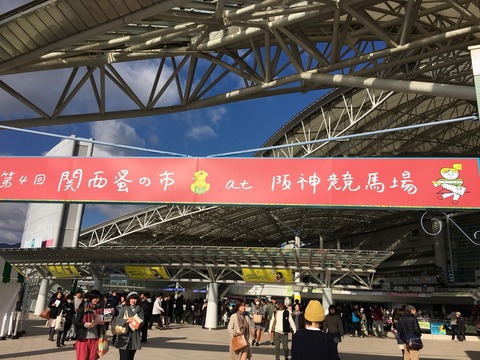 第4回 関西蚤の市 at 阪神競馬場